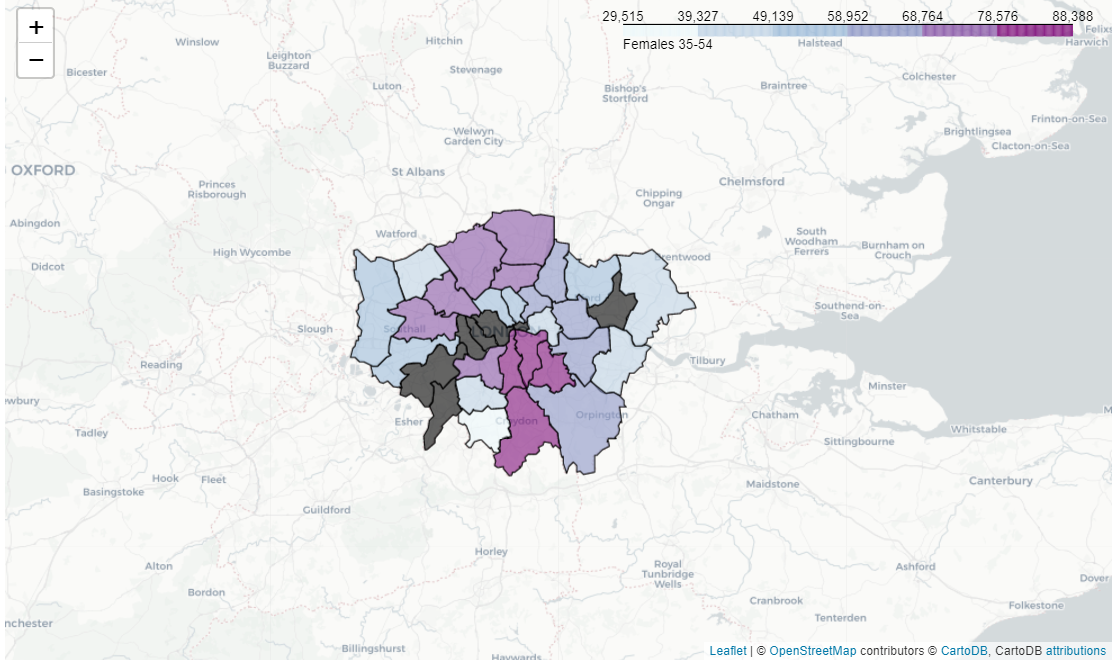 +
−
29,515 39,327 49,139 58,952 68,764 78,576 88,388
Females 35-54
Felixs
Harwich
Halstead
Winslow
Hitchin
Leighton
Buzzard
Bicester
Stevenage
Luton
Bishop's
Stortford
Braintree
Colchester
Frinton-on-Sea
Brightlingsea
Clacton-on-Sea
Welwyn
Garden City
OXFORD
St Albans
Princes
Risborough
Chelmsford
Chipping
Ongar
Abingdon
Watford
High Wycombe
South
Woodham
Ferrers
Burnham on
Crouch
Brentwood
Didcot
Southend-on-
Sea
Slough
Southall
LONDON
Reading
Tilbury
Minster
wbury
Esher
Croydon
Orpington
Chatham
Whitstable
Tadley
Sittingbourne
Hook
Fleet
Basingstoke
Canterbury
Maidstone
Guildford
Horley
Alton
Royal
Tunbridge
Wells
Ashford
Dover
Bordon
Cranbrook
Folkestone
Tenterden
nchester
Billingshurst
Haywards
Leaflet | © OpenStreetMap contributors © CartoDB, CartoDB attributions